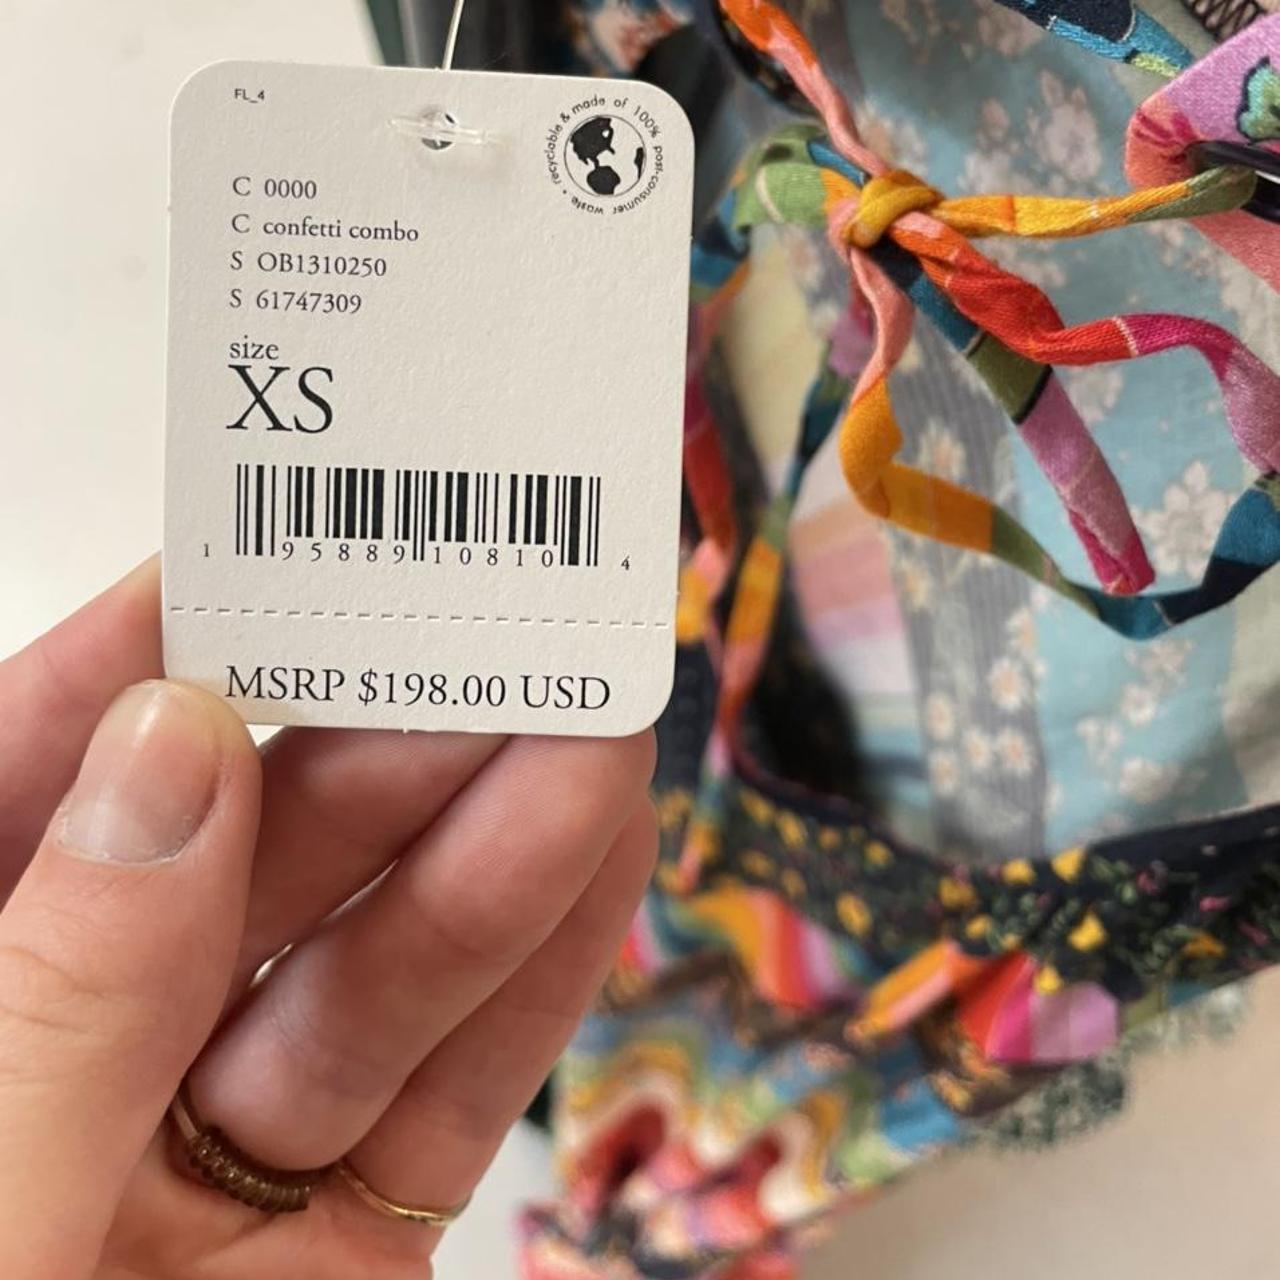 FL_4
recyclable & made of 100% post-consumer waste •
C 0000
C confetti combo
S OB1310250
S 61747309
size
XS
1 95889 10810 4
MSRP $198.00 USD